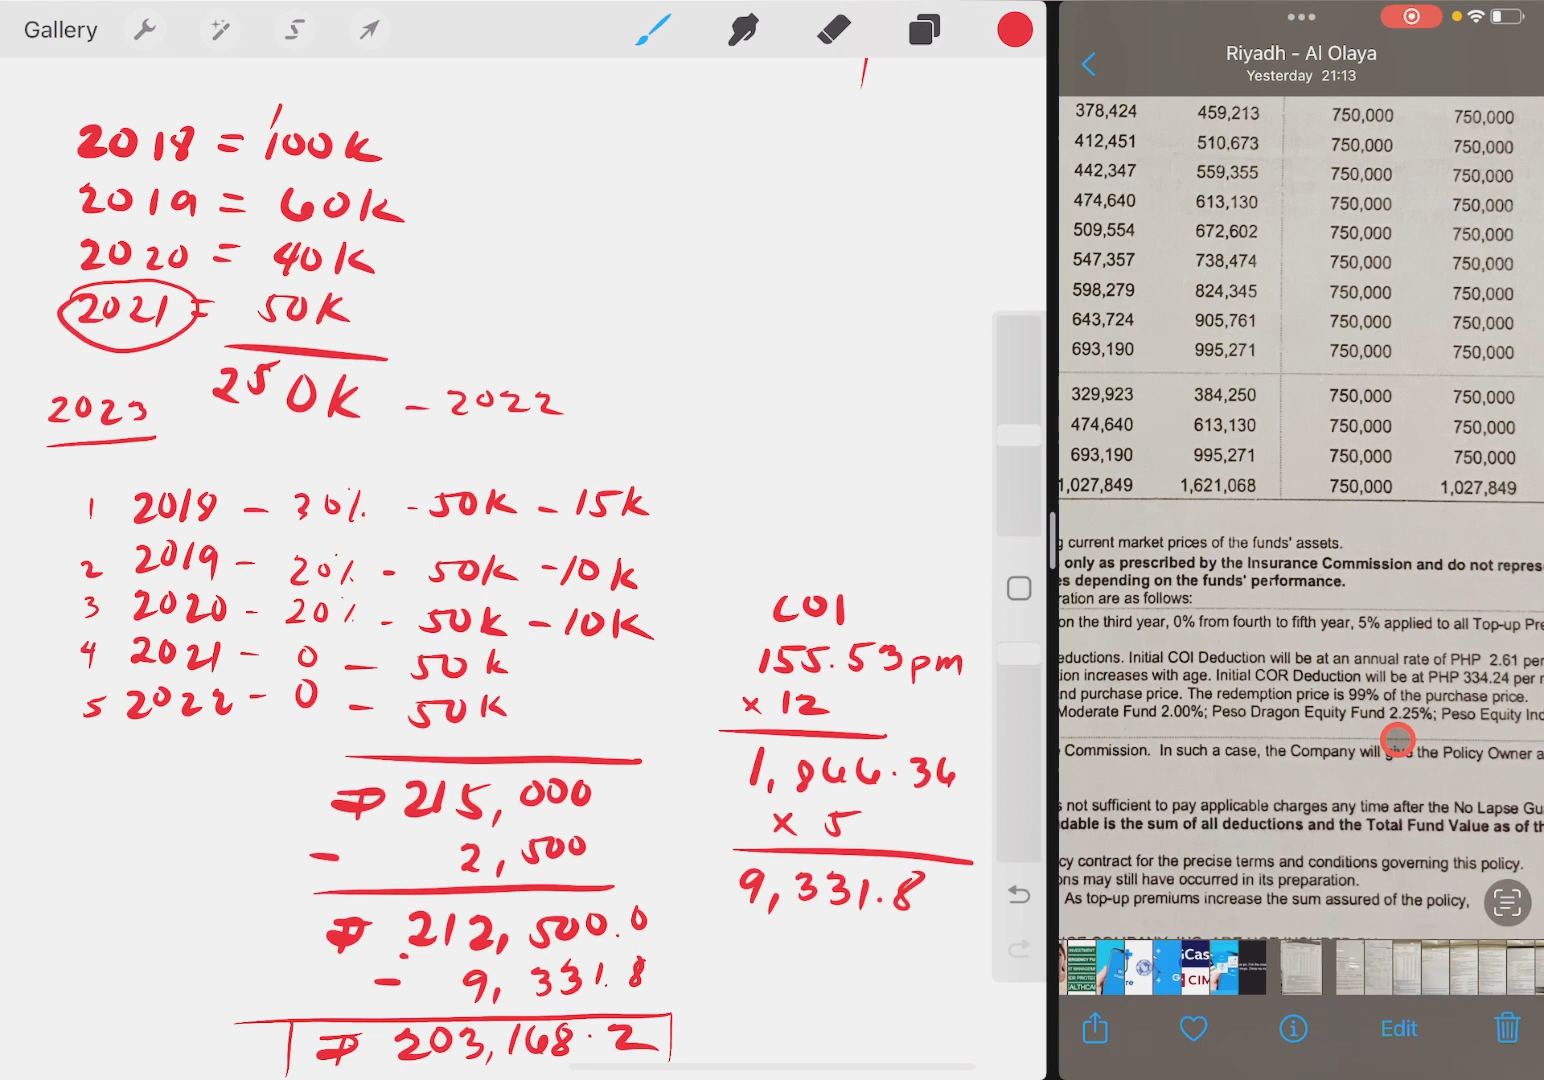 Gallery
2018 = 100K
2019 = 60K
2020 = 40K
2021 = 50K
250K - 2022
2023
1 2018 - 30% - 50K - 15K
2 2019 - 20% - 50K - 10K
3 2020 - 20% - 50K - 10K
4 2021 - 0 - 50K
5 2022 - 0 - 50K
₱ 215,000
- 2,500
₱ 212,500.0
- 9,331.8
₱ 203,168.2
COI
155.53pm
x 12
1,866.36
x 5
9,331.8
Riyadh - Al Olaya
Yesterday 21:13
378,424 459,213 750,000 750,000
412,451 510,673 750,000 750,000
442,347 559,355 750,000 750,000
474,640 613,130 750,000 750,000
509,554 672,602 750,000 750,000
547,357 738,474 750,000 750,000
598,279 824,345 750,000 750,000
643,724 905,761 750,000 750,000
693,190 995,271 750,000 750,000
329,923 384,250 750,000 750,000
474,640 613,130 750,000 750,000
693,190 995,271 750,000 750,000
1,027,849 1,621,068 750,000 1,027,849
current market prices of the funds' assets.
only as prescribed by the Insurance Commission and do not repres
es depending on the funds' performance.
ration are as follows:
on the third year, 0% from fourth to fifth year, 5% applied to all Top-up Pre
eductions. Initial COI Deduction will be at an annual rate of PHP 2.61 per
ion increases with age. Initial COR Deduction will be at PHP 334.24 per
nd purchase price. The redemption price is 99% of the purchase price.
Moderate Fund 2.00%; Peso Dragon Equity Fund 2.25%; Peso Equity Inc
Commission. In such a case, the Company will give the Policy Owner a
s not sufficient to pay applicable charges any time after the No Lapse Gu
dable is the sum of all deductions and the Total Fund Value as of th
cy contract for the precise terms and conditions governing this policy.
ons may still have occurred in its preparation.
As top-up premiums increase the sum assured of the policy,
Edit